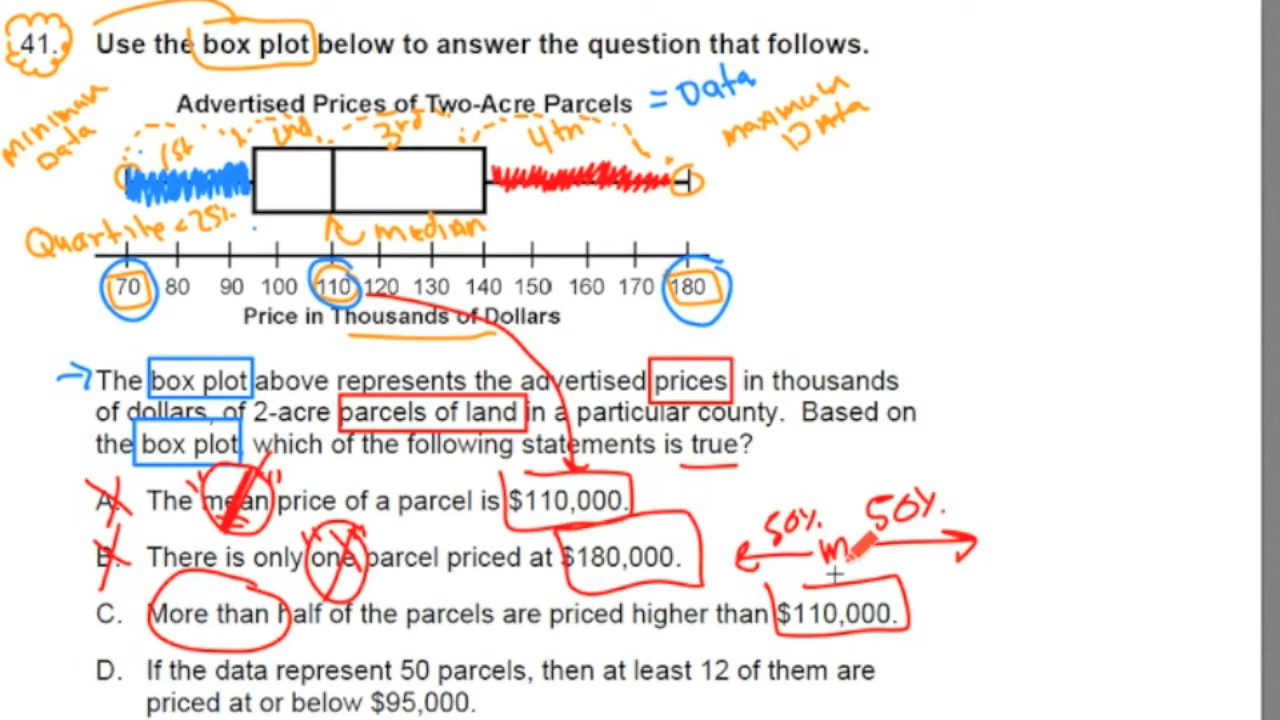 41. Use the box plot below to answer the question that follows.
Advertised Prices of Two-Acre Parcels = Data
minimum Data
maximum Data
1st 2nd 3rd 4th
Quartile = 25%
median
70 80 90 100 110 120 130 140 150 160 170 180
Price in Thousands of Dollars
The box plot above represents the advertised prices in thousands
of dollars, of 2-acre parcels of land in a particular county. Based on
the box plot, which of the following statements is true?
A. The mean price of a parcel is $110,000.
50% m 50%
B. There is only one parcel priced at $180,000.
C. More than half of the parcels are priced higher than $110,000.
D. If the data represent 50 parcels, then at least 12 of them are
priced at or below $95,000.